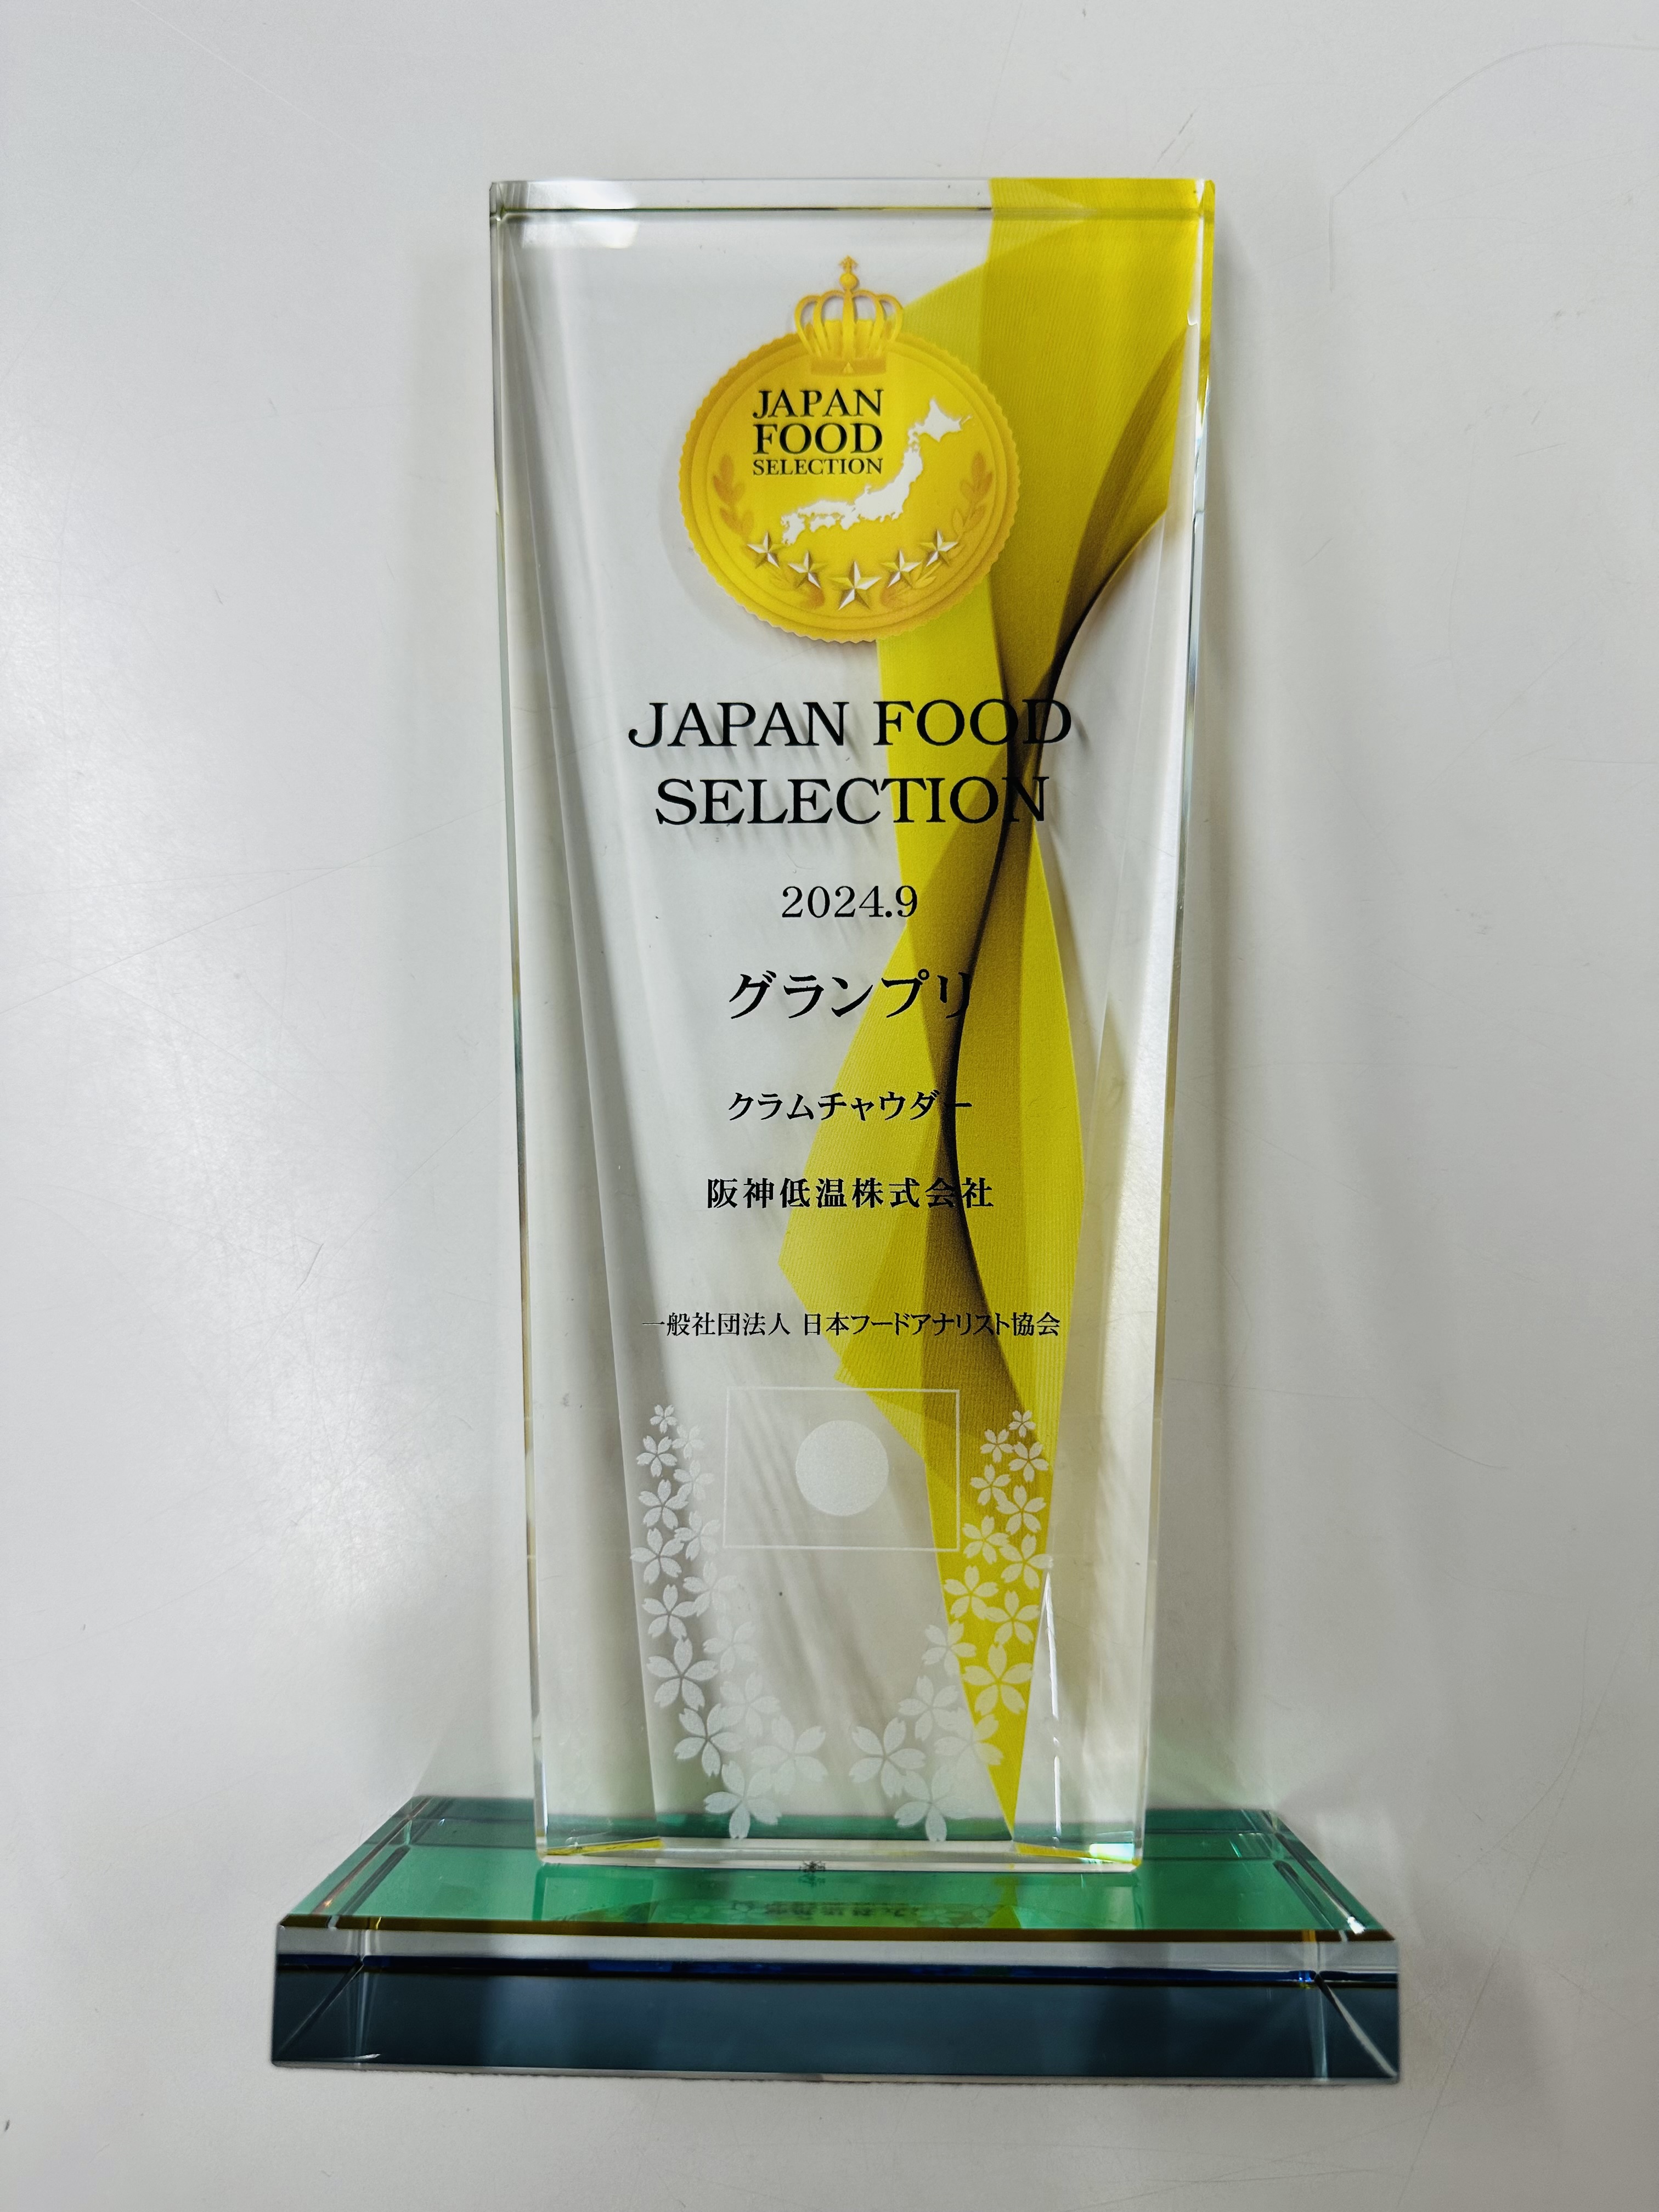 JAPAN
FOOD
SELECTION
JAPAN FOOD
SELECTION
2024.9
グランプリ
クラムチャウダー
阪神低温株式会社
一般社団法人 日本フードアナリスト協会